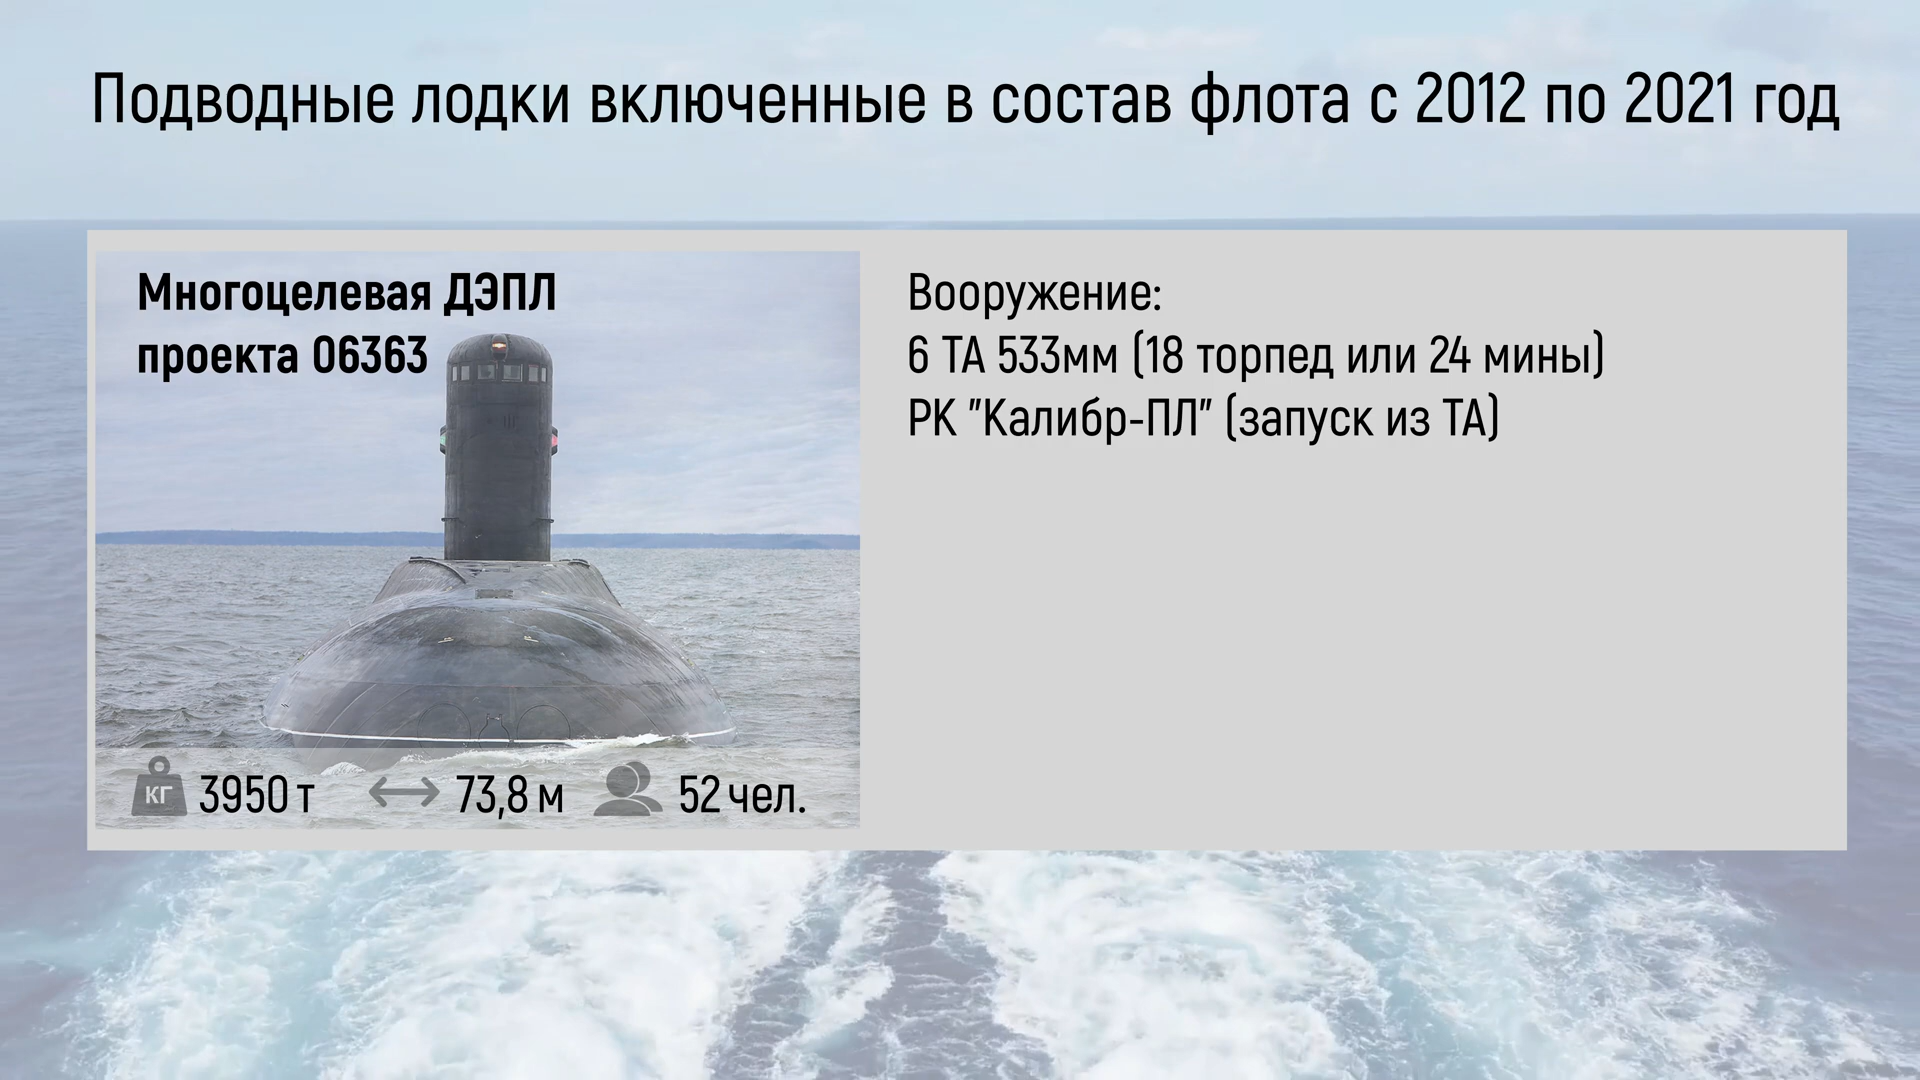 Подводные лодки включенные в состав флота с 2012 по 2021 год
Многоцелевая ДЭПЛ
проекта 06363
КГ 3950 т 73,8 м 52 чел.
Вооружение:
6 ТА 533мм (18 торпед или 24 мины)
РК "Калибр-ПЛ" (запуск из ТА)